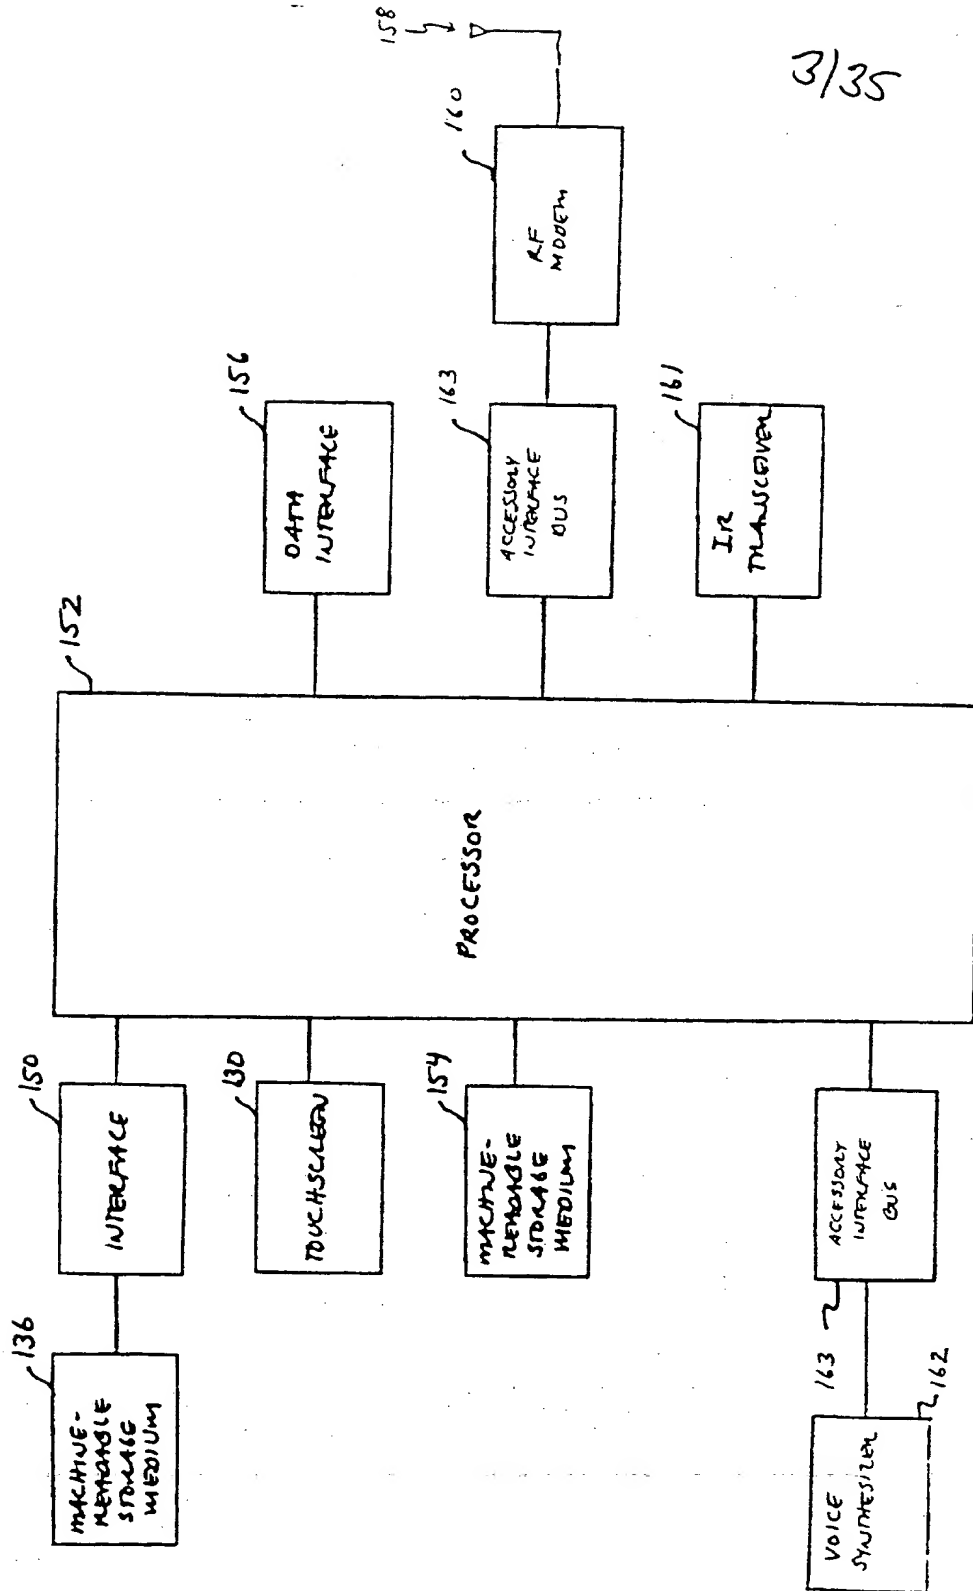 3/35
158
160
RF
MODEM
156
DATA
INTERFACE
163
ACCESSORY
INTERFACE
BUS
161
IR
TRANSCEIVER
152
PROCESSOR
150
INTERFACE
130
TOUCHSCREEN
154
MACHINE-
READABLE
STORAGE
MEDIUM
ACCESSORY
INTERFACE
BUS
163
136
MACHINE-
READABLE
STORAGE
MEDIUM
162
VOICE
SYNTHESIZER